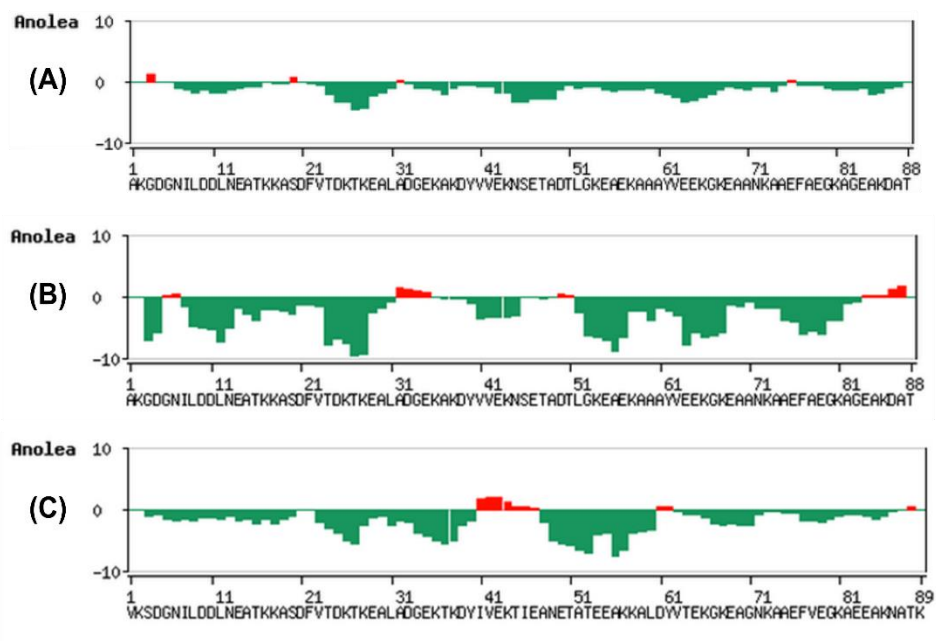 Anolea 10
(A) 0
-10
1 11 21 31 41 51 61 71 81 88
AKGDGNILDDLNEATKKASDFVTDKTKEALADGEKAKDYVVEKNSETADTLGKEAEKAAAYVEEKGKEAANKAAEFAEGKAGEAKDAT
Anolea 10
(B) 0
-10
1 11 21 31 41 51 61 71 81 88
AKGDGNILDDLNEATKKASDFVTDKTKEALADGEKAKDYVVEKNSETADTLGKEAEKAAAYVEEKGKEAANKAAEFAEGKAGEAKDAT
Anolea 10
(C) 0
-10
1 11 21 31 41 51 61 71 81 89
VKSDGNILDDLNEATKKASDFVTDKTKEALADGEKTKDYIVEKTIEANETATEEAKKALDYVTEKGKEAGNKAAEFVEGKAEEAKNATK